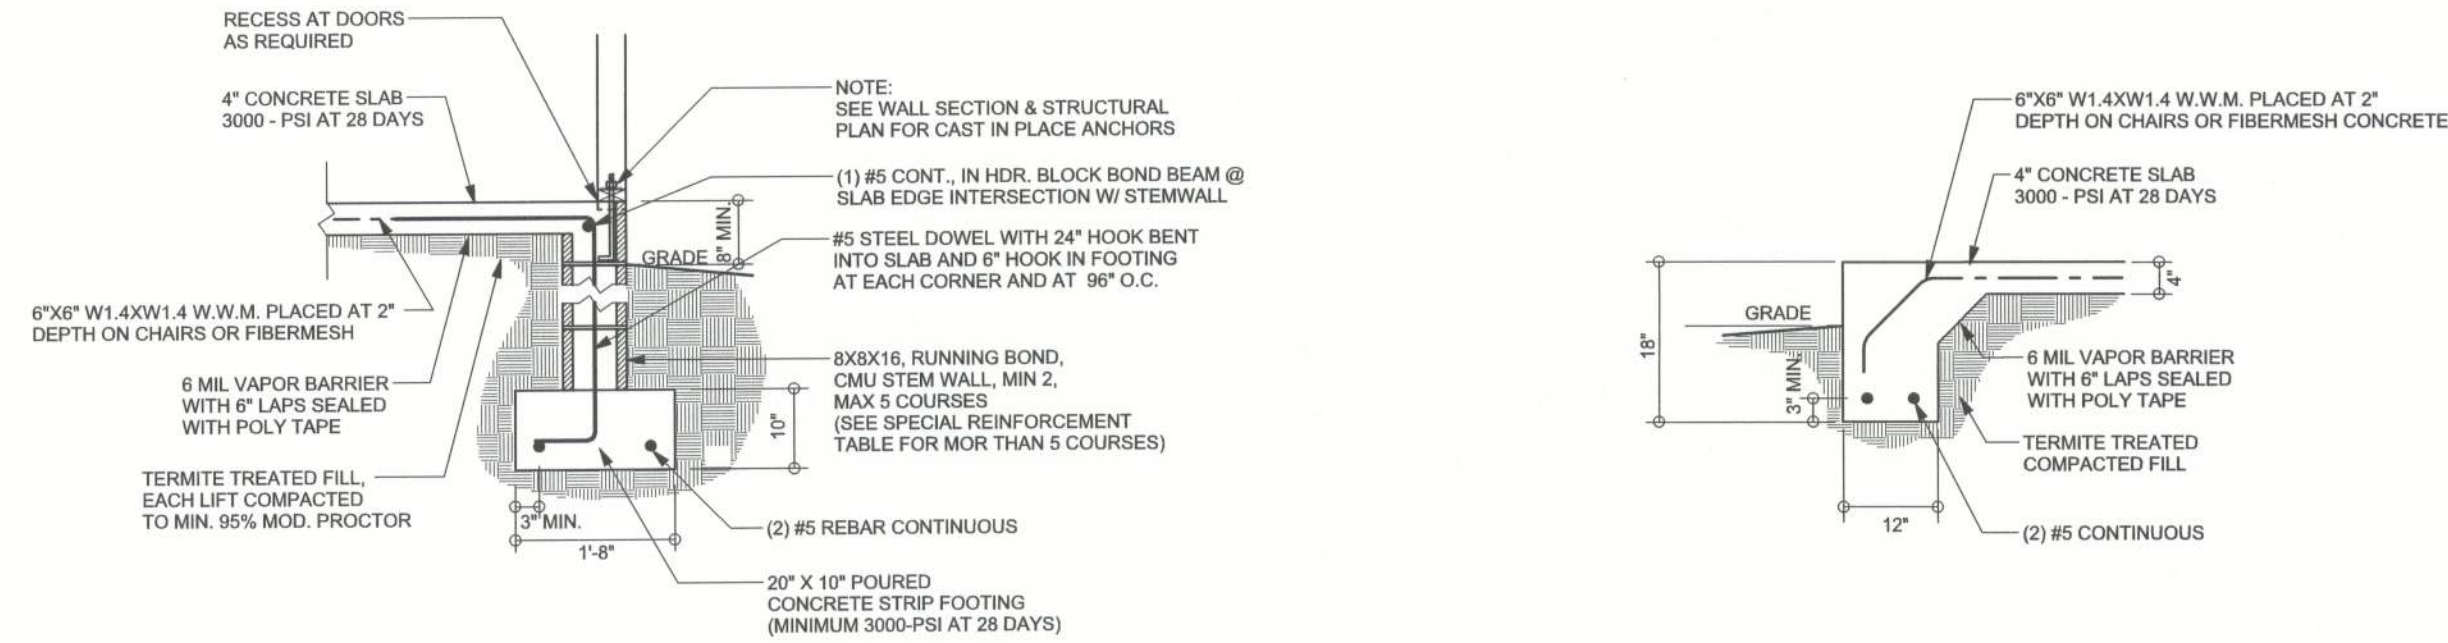 RECESS AT DOORS
AS REQUIRED
4" CONCRETE SLAB
3000 - PSI AT 28 DAYS
6"X6" W1.4XW1.4 W.W.M. PLACED AT 2"
DEPTH ON CHAIRS OR FIBERMESH
6 MIL VAPOR BARRIER
WITH 6" LAPS SEALED
WITH POLY TAPE
TERMITE TREATED FILL,
EACH LIFT COMPACTED
TO MIN. 95% MOD. PROCTOR
NOTE:
SEE WALL SECTION & STRUCTURAL
PLAN FOR CAST IN PLACE ANCHORS
(1) #5 CONT., IN HDR. BLOCK BOND BEAM @
SLAB EDGE INTERSECTION W/ STEMWALL
8" MIN.
GRADE
#5 STEEL DOWEL WITH 24" HOOK BENT
INTO SLAB AND 6" HOOK IN FOOTING
AT EACH CORNER AND AT 96" O.C.
8X8X16, RUNNING BOND,
CMU STEM WALL, MIN 2,
MAX 5 COURSES
(SEE SPECIAL REINFORCEMENT
TABLE FOR MOR THAN 5 COURSES)
10"
3" MIN.
1'-8"
(2) #5 REBAR CONTINUOUS
20" X 10" POURED
CONCRETE STRIP FOOTING
(MINIMUM 3000-PSI AT 28 DAYS)
6"X6" W1.4XW1.4 W.W.M. PLACED AT 2"
DEPTH ON CHAIRS OR FIBERMESH CONCRETE
4" CONCRETE SLAB
3000 - PSI AT 28 DAYS
4"
GRADE
18"
3" MIN.
6 MIL VAPOR BARRIER
WITH 6" LAPS SEALED
WITH POLY TAPE
TERMITE TREATED
COMPACTED FILL
12"
(2) #5 CONTINUOUS